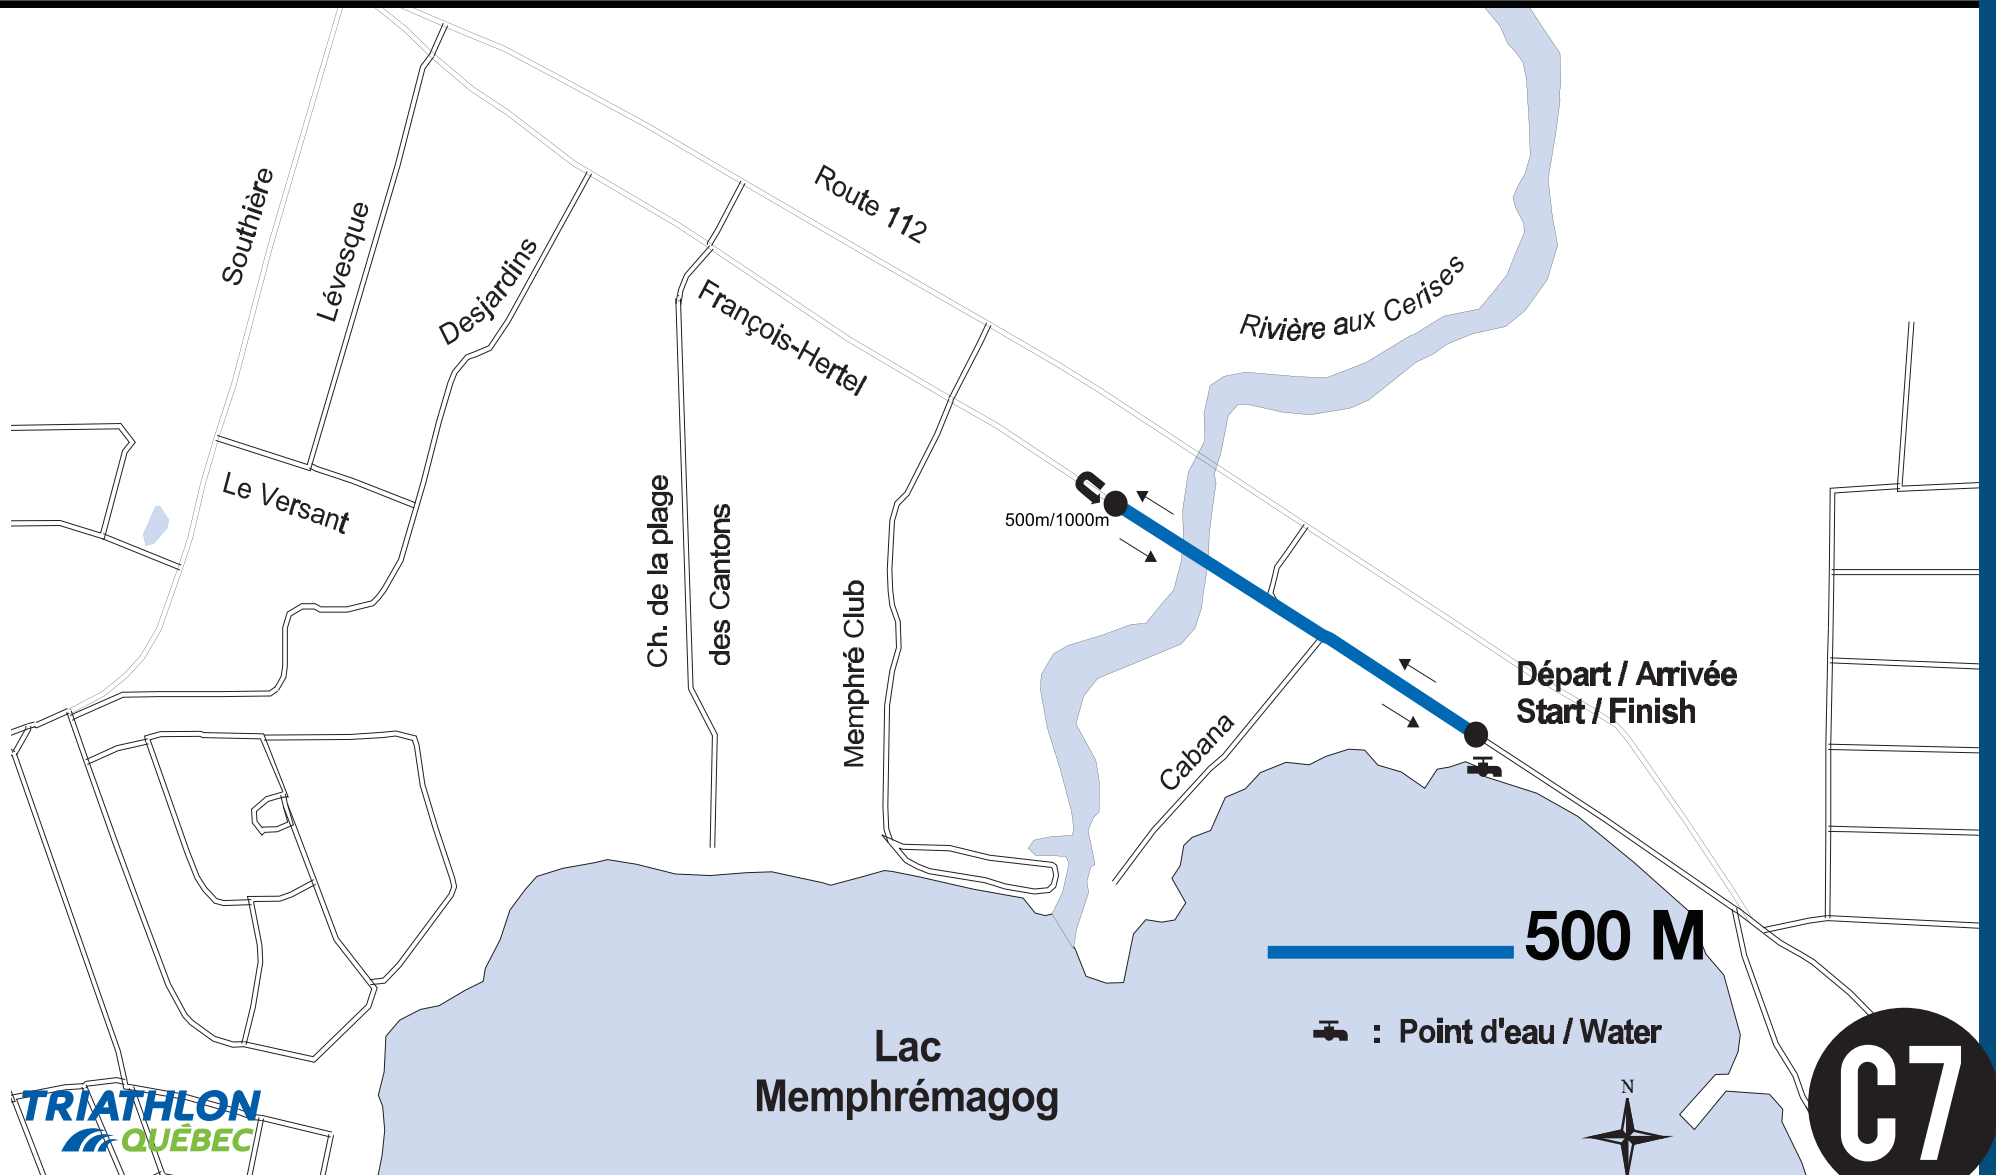 Southière
Lévesque
Desjardins
Route 112
François-Hertel
Rivière aux Cerises
Le Versant
Ch. de la plage
des Cantons
Memphré Club
500m/1000m
Cabana
Départ / Arrivée
Start / Finish
500 M
: Point d'eau / Water
Lac
Memphrémagog
N
C7
TRIATHLON
QUÉBEC